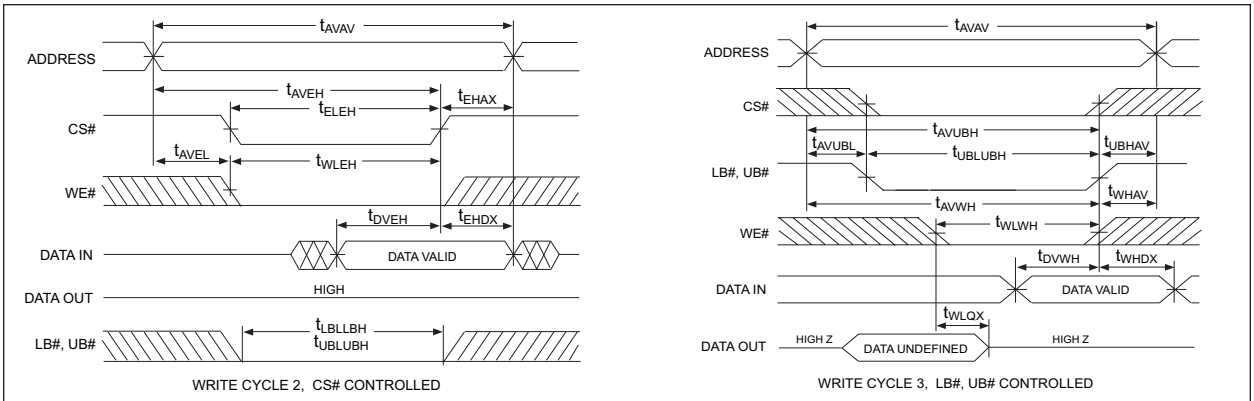 tAVAV
ADDRESS
tAVEH
tELEH
tEHAX
CS#
tAVEL
tWLEH
WE#
tDVEH
tEHDX
DATA IN
DATA VALID
DATA OUT
HIGH
tLBLLBH
tUBLUBH
LB#, UB#
WRITE CYCLE 2, CS# CONTROLLED
tAVAV
ADDRESS
CS#
tAVUBH
tAVUBL
tUBLUBH
tUBHAV
LB#, UB#
tAVWH
tWHAV
tWLWH
WE#
tDVWH
tWHDX
DATA IN
DATA VALID
tWLQX
DATA OUT
HIGH Z
DATA UNDEFINED
HIGH Z
WRITE CYCLE 3, LB#, UB# CONTROLLED